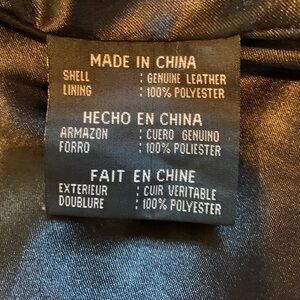 MADE IN CHINA
SHELL : GENUINE LEATHER
LINING : 100% POLYESTER
HECHO EN CHINA
ARMAZON : CUERO GENUINO
FORRO : 100% POLIESTER
FAIT EN CHINE
EXTERIEUR : CUIR VERITABLE
DOUBLURE : 100% POLYESTER